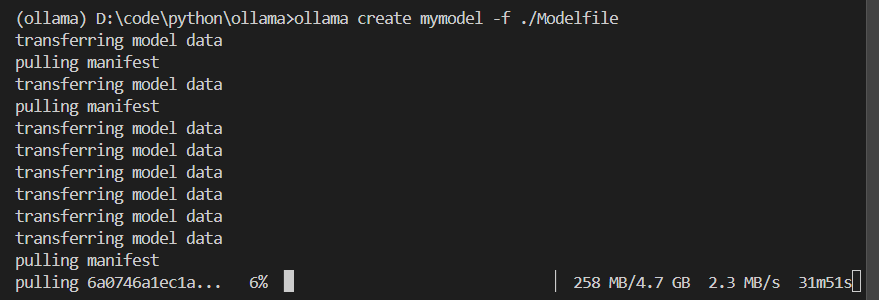 (ollama) D:\code\python\ollama>ollama create mymodel -f ./Modelfile
transferring model data
pulling manifest
transferring model data
pulling manifest
transferring model data
transferring model data
transferring model data
transferring model data
transferring model data
transferring model data
pulling manifest
pulling 6a0746a1ec1a... 6% 258 MB/4.7 GB 2.3 MB/s 31m51s